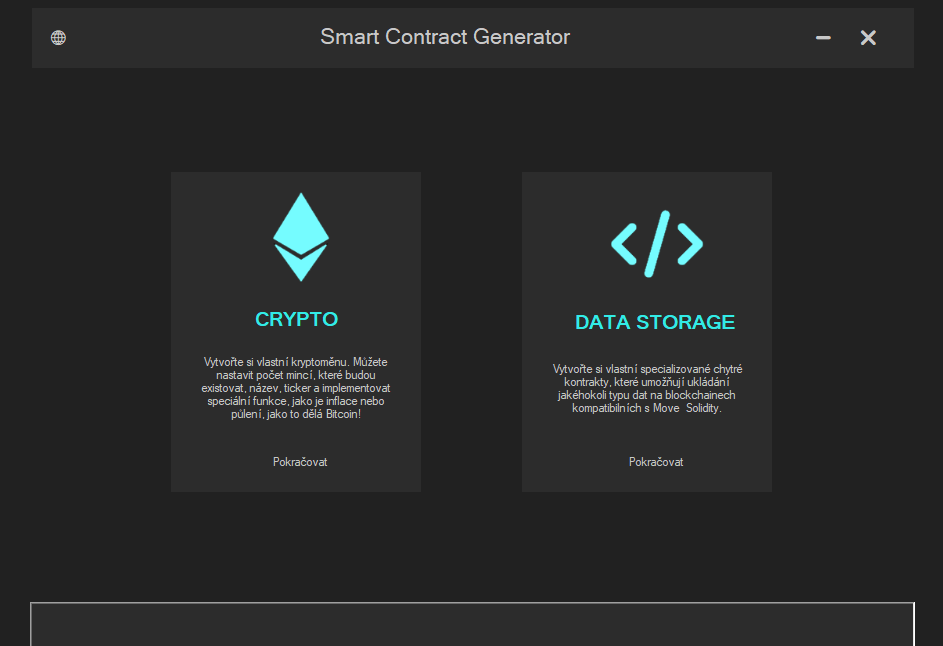 Smart Contract Generator
CRYPTO
Vytvořte si vlastní kryptoměnu. Můžete
nastavit počet mincí, které budou
existovat, název, ticker a implementovat
speciální funkce, jako je inflace nebo
půlení, jako to dělá Bitcoin!
Pokračovat
DATA STORAGE
Vytvořte si vlastní specializované chytré
kontrakty, které umožňují ukládání
jakéhokoli typu dat na blockchainech
kompatibilních s Move  Solidity.
Pokračovat